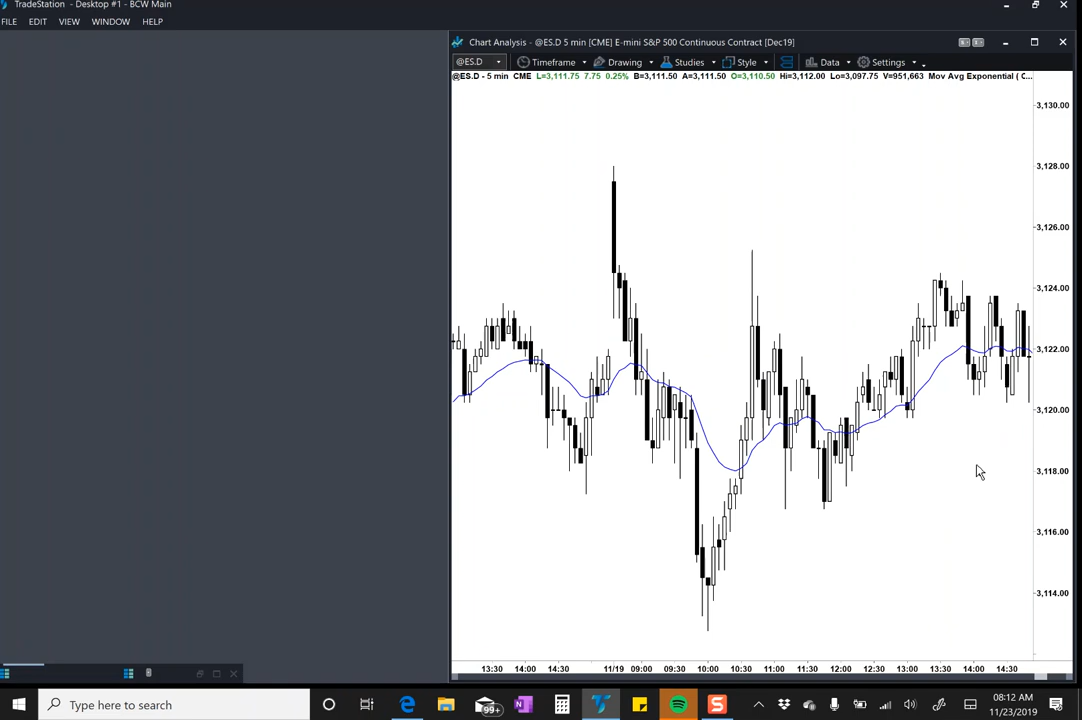 TradeStation - Desktop #1 - BCW Main
FILE EDIT VIEW WINDOW HELP
Chart Analysis - @ES.D 5 min [CME] E-mini S&P 500 Continuous Contract [Dec19]
@ES.D Timeframe Drawing Studies Style Data Settings
@ES.D - 5 min CME L=3,111.75 7.75 0.25% B=3,111.50 A=3,111.50 O=3,110.50 Hi=3,112.00 Lo=3,097.75 V=951,663 Mov Avg Exponential ( C...
3,130.00
3,128.00
3,126.00
3,124.00
3,122.00
3,120.00
3,118.00
3,116.00
3,114.00
13:30 14:00 14:30 11/19 09:00 09:30 10:00 10:30 11:00 11:30 12:00 12:30 13:00 13:30 14:00 14:30
Type here to search
99+
08:12 AM
11/23/2019